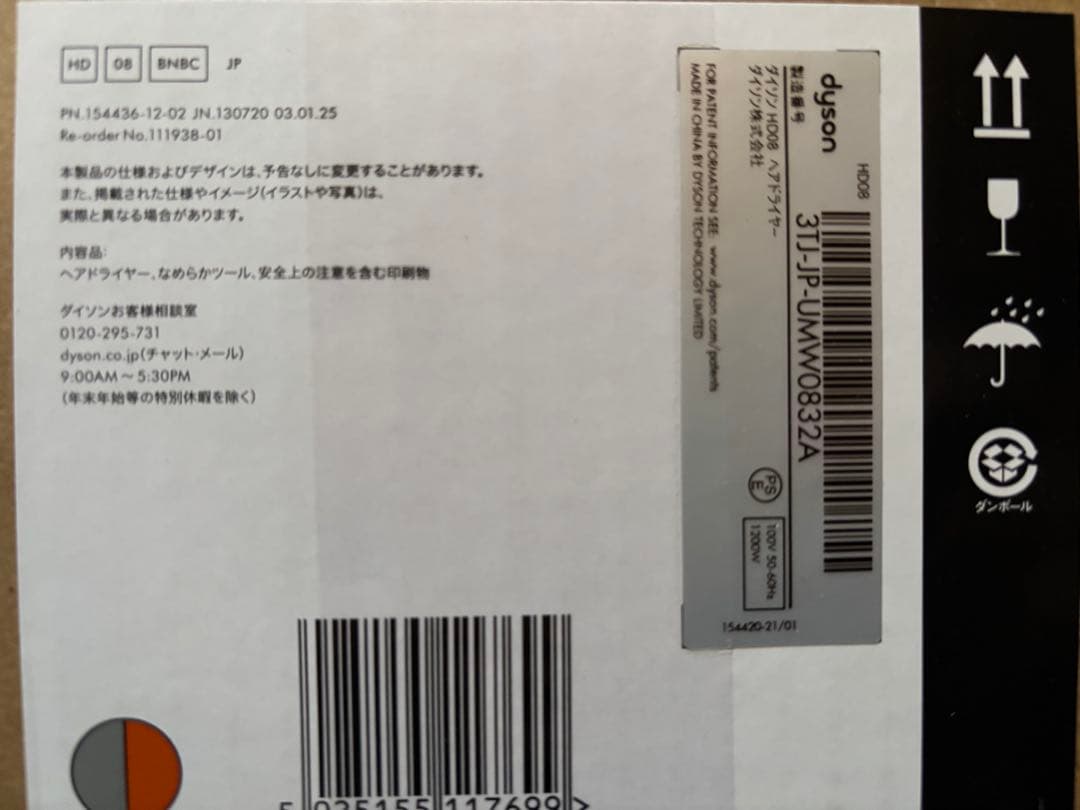 HD 08 BNBC JP
PN.154436-12-02 JN.130720 03.01.25
Re-order No.111938-01
本製品の仕様およびデザインは、予告なしに変更することがあります。
また、掲載された仕様やイメージ(イラストや写真)は、
実際と異なる場合があります。
内容品:
ヘアドライヤー、なめらかツール、安全上の注意を含む印刷物
ダイソンお客様相談室
0120-295-731
dyson.co.jp(チャット・メール)
9:00AM～5:30PM
(年末年始等の特別休暇を除く)
dyson HD08
製造番号 3TJ-JP-UMW0832A
ダイソン HD08 ヘアドライヤー
ダイソン株式会社
PS E
100V 50-60Hz
1200W
FOR PATENT INFORMATION SEE: www.dyson.com/patents
MADE IN CHINA BY DYSON TECHNOLOGY LIMITED
154420-21/01
ダンボール
5 025155 117699 >